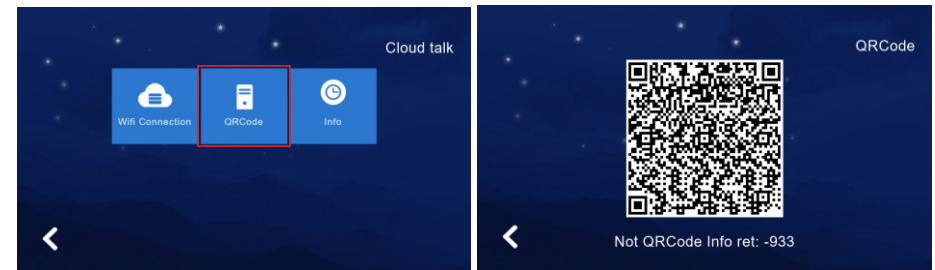 Cloud talk
Wifi Connection
QRCode
Info
QRCode
Not QRCode Info ret: -933